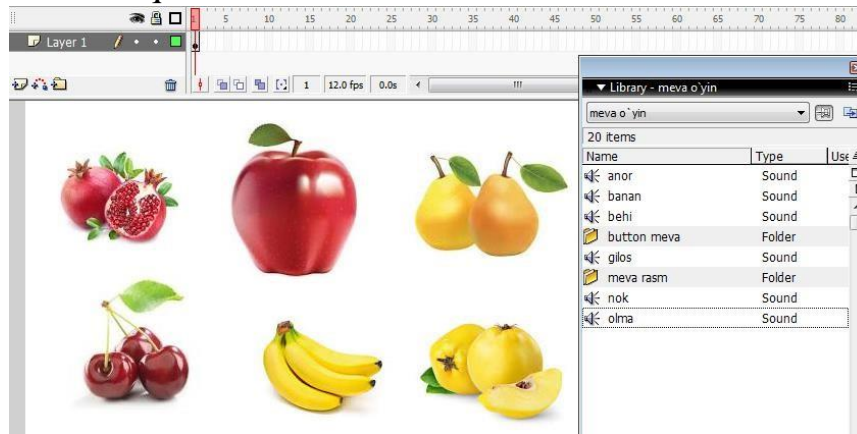 1 5 10 15 20 25 30 35 40 45 50 55 60 65 70 75 80
Layer 1
1 12.0 fps 0.0s
Library - meva o'yin
meva o`yin
20 items
Name Type Use
anor Sound
banan Sound
behi Sound
button meva Folder
gilos Sound
meva rasm Folder
nok Sound
olma Sound